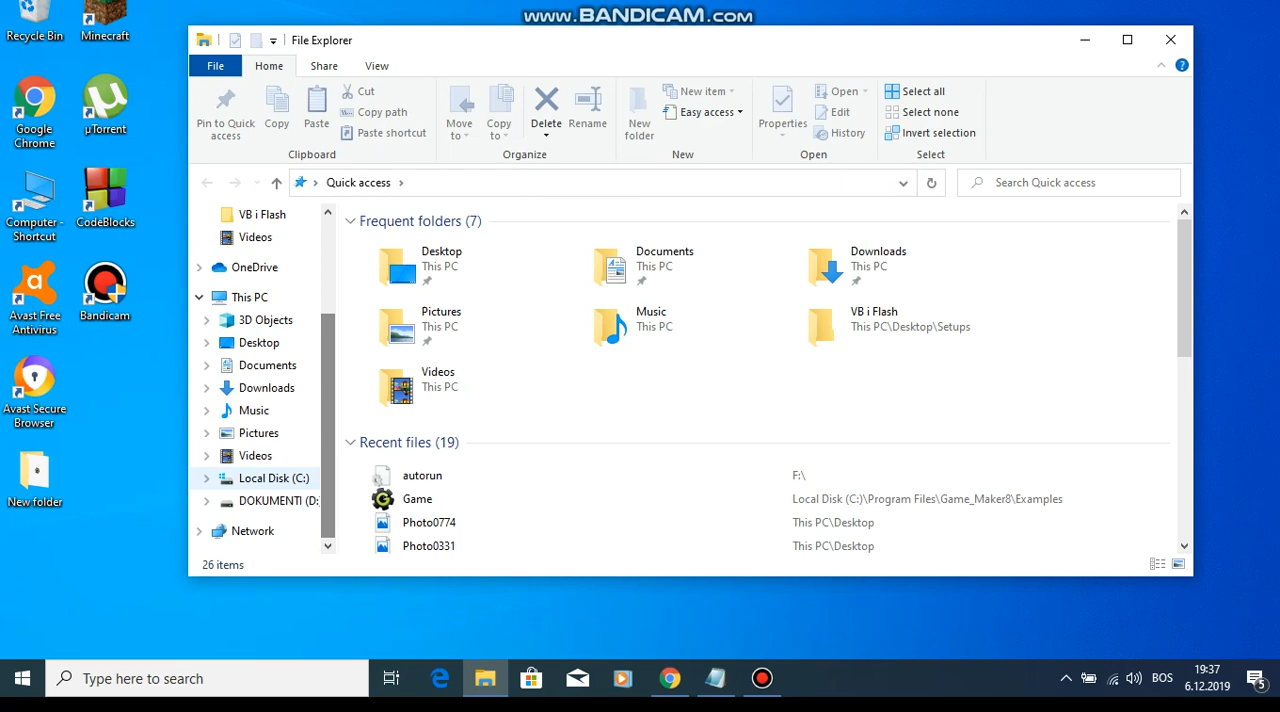 www.BANDICAM.com
Recycle Bin
Minecraft
Google Chrome
µTorrent
Computer - Shortcut
CodeBlocks
Avast Free Antivirus
Bandicam
Avast Secure Browser
New folder
File Explorer
File
Home
Share
View
Pin to Quick access
Copy
Paste
Cut
Copy path
Paste shortcut
Clipboard
Move to
Copy to
Delete
Rename
Organize
New folder
New item
Easy access
New
Properties
Open
Edit
History
Open
Select all
Select none
Invert selection
Select
Quick access
Search Quick access
VB i Flash
Videos
OneDrive
This PC
3D Objects
Desktop
Documents
Downloads
Music
Pictures
Videos
Local Disk (C:)
DOKUMENTI (D:
Network
Frequent folders (7)
Desktop
This PC
Documents
This PC
Downloads
This PC
Pictures
This PC
Music
This PC
VB i Flash
This PC\Desktop\Setups
Videos
This PC
Recent files (19)
autorun F:\
Game Local Disk (C:)\Program Files\Game_Maker8\Examples
Photo0774 This PC\Desktop
Photo0331 This PC\Desktop
26 items
Type here to search
BOS
19:37
6.12.2019
5